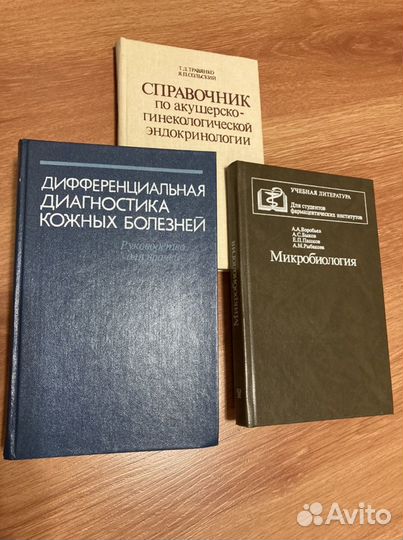 Т.Д. ТРАВЯНКО
Я.П. СОЛЬСКИЙ
СПРАВОЧНИК
по акушерско-
гинекологической
эндокринологии
ДИФФЕРЕНЦИАЛЬНАЯ
ДИАГНОСТИКА
КОЖНЫХ БОЛЕЗНЕЙ
Руководство
для врачей
УЧЕБНАЯ ЛИТЕРАТУРА
Для студентов
фармацевтических институтов
А.А.Воробьев
А.С.Быков
Е.П.Пашков
А.М.Рыбакова
Микробиология
Микробиология
Avito